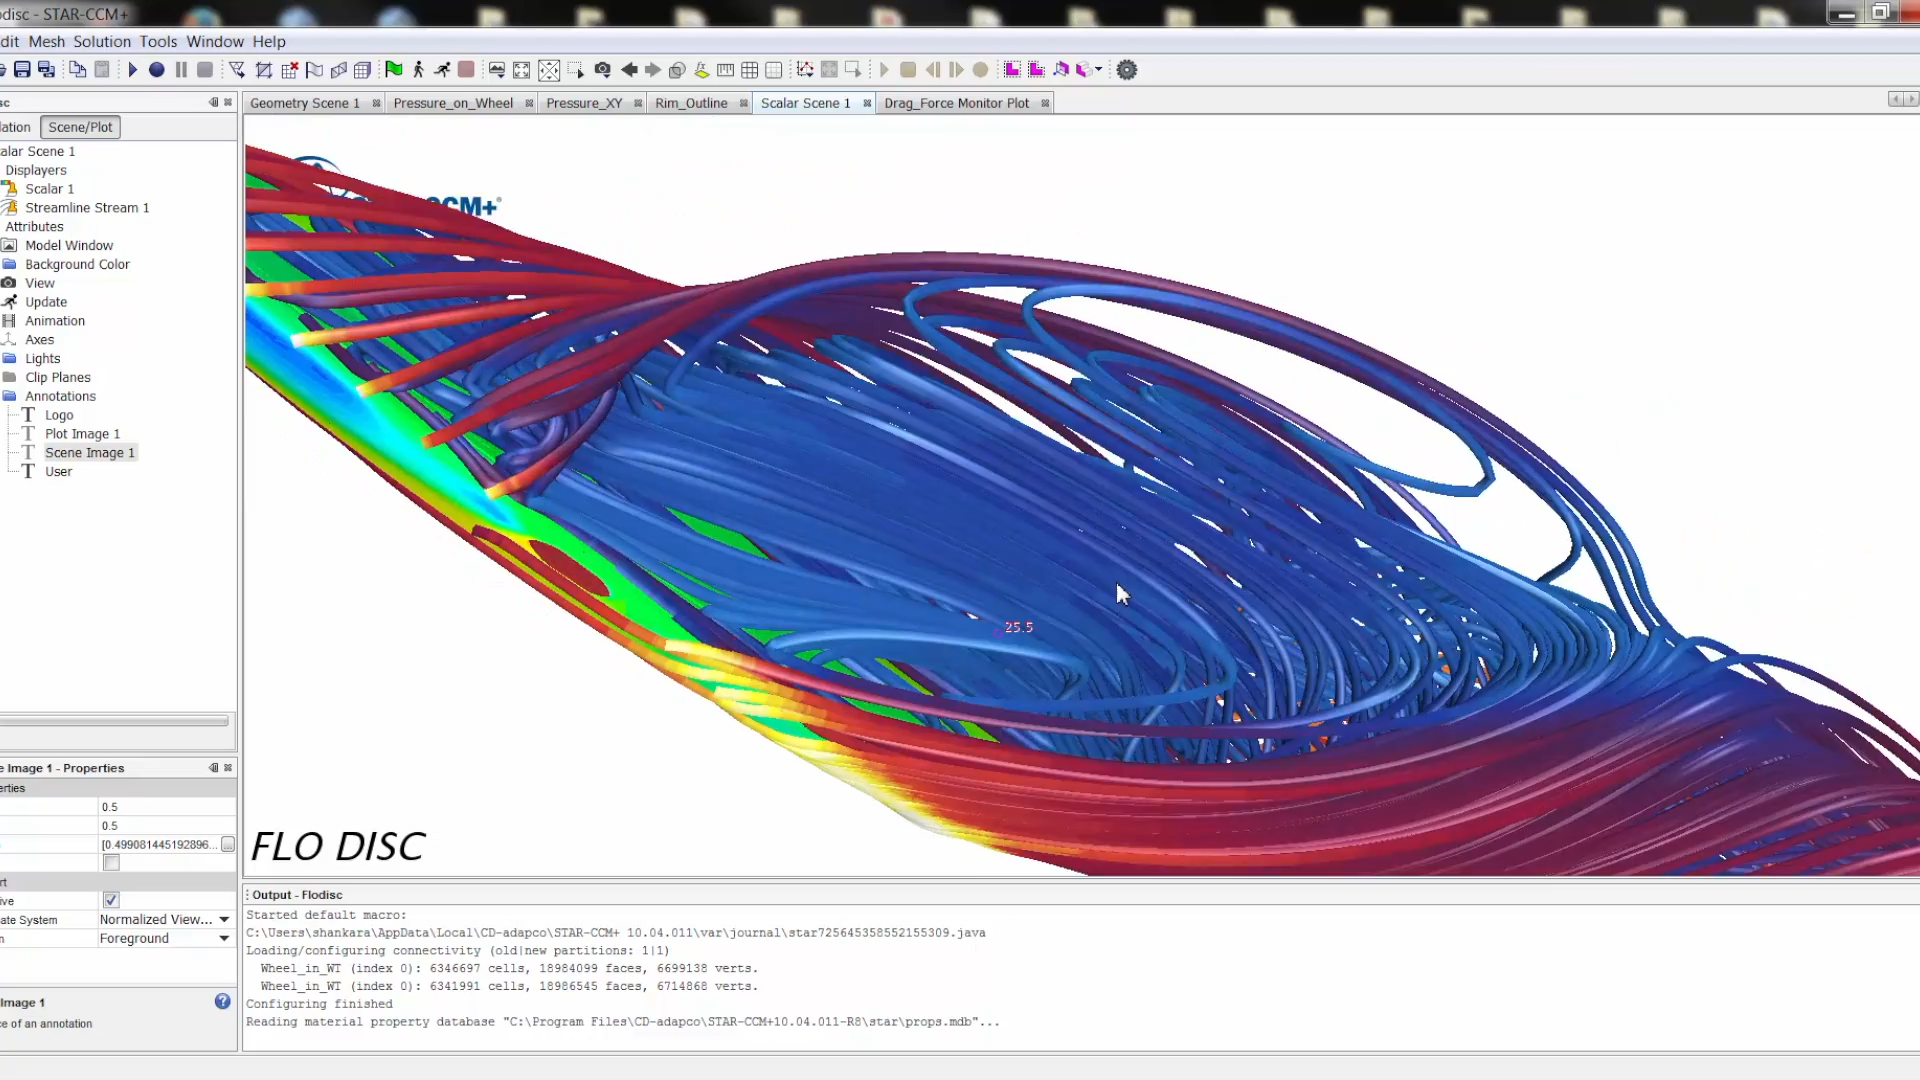 odisc - STAR-CCM+
dit Mesh Solution Tools Window Help
sc
Geometry Scene 1 Pressure_on_Wheel Pressure_XY Rim_Outline Scalar Scene 1 Drag_Force Monitor Plot
lation Scene/Plot
alar Scene 1
Displayers
Scalar 1
Streamline Stream 1
Attributes
Model Window
Background Color
View
Update
Animation
Axes
Lights
Clip Planes
Annotations
Logo
Plot Image 1
Scene Image 1
User
CCM+
25.5
FLO DISC
e Image 1 - Properties
erties
0.5
0.5
[0.499081445192896...
rt
ive
ate System Normalized View...
n Foreground
Image 1
ce of an annotation
Output - Flodisc
Started default macro:
C:\Users\shankara\AppData\Local\CD-adapco\STAR-CCM+ 10.04.011\var\journal\star725645358552155309.java
Loading/configuring connectivity (old|new partitions: 1|1)
Wheel_in_WT (index 0): 6346697 cells, 18984099 faces, 6699138 verts.
Wheel_in_WT (index 0): 6341991 cells, 18986545 faces, 6714868 verts.
Configuring finished
Reading material property database "C:\Program Files\CD-adapco\STAR-CCM+10.04.011-R8\star\props.mdb"...